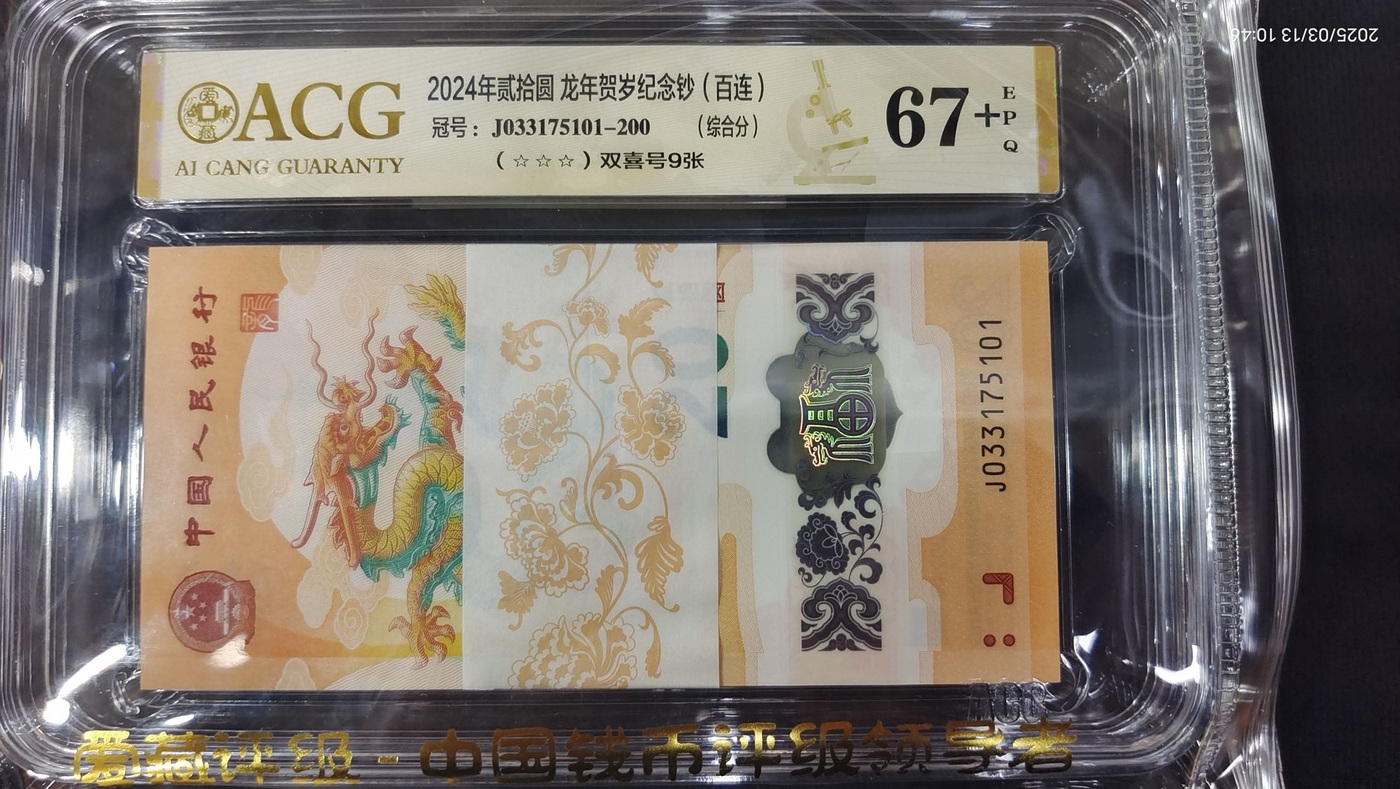 2025/03/13 10:46
ACG
AI CANG GUARANTY
2024年贰拾圆 龙年贺岁纪念钞(百连)
冠号:J033175101-200 (综合分)
(☆☆☆)双喜号9张
67+
EPQ
中国人民银行
J033175101
爱藏评级-中国钱币评级领导者